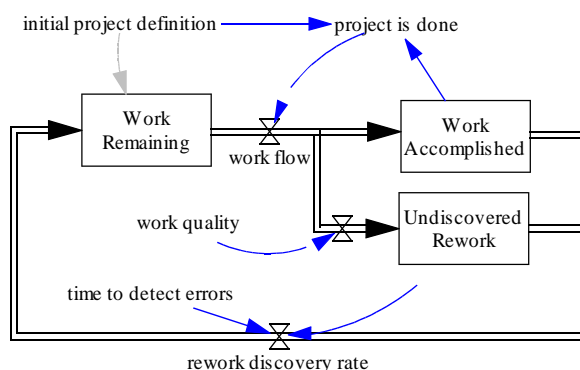 initial project definition
project is done
Work
Remaining
Work
Accomplished
work flow
Undiscovered
Rework
work quality
time to detect errors
rework discovery rate